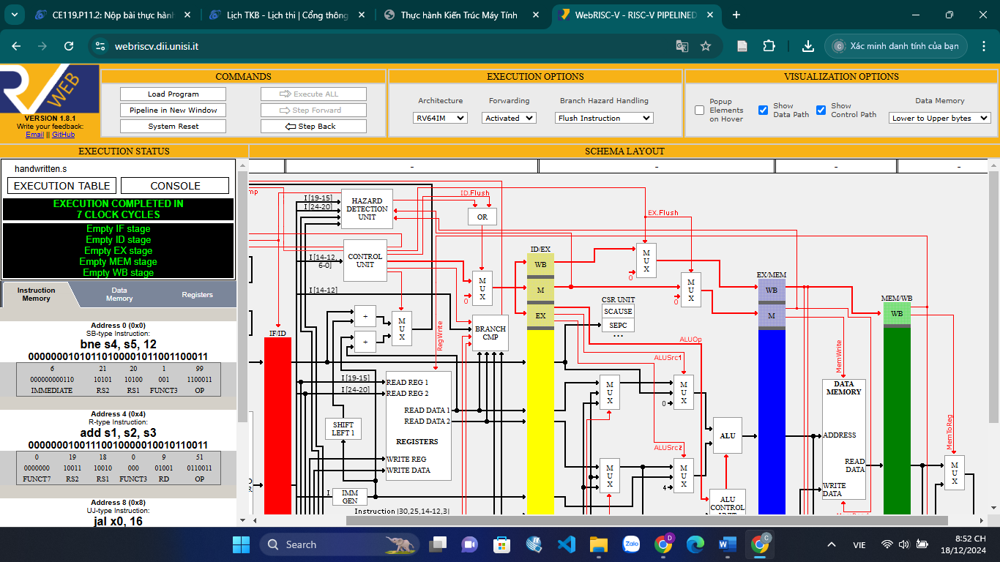 CE119.P11.2: Nộp bài thực hành
Lịch TKB - Lịch thi | Cổng thông
Thực hành Kiến Trúc Máy Tính
WebRISC-V - RISC-V PIPELINED
webriscv.dii.unisi.it
Xác minh danh tính của bạn
RV WEB
VERSION 1.8.1
Write your feedback:
Email || GitHub
COMMANDS
Load Program
Execute ALL
Pipeline in New Window
Step Forward
System Reset
Step Back
EXECUTION OPTIONS
Architecture
Forwarding
Branch Hazard Handling
RV64IM
Activated
Flush Instruction
VISUALIZATION OPTIONS
Popup
Elements
on Hover
Show
Data Path
Show
Control Path
Data Memory
Lower to Upper bytes
EXECUTION STATUS
SCHEMA LAYOUT
handwritten.s
EXECUTION TABLE
CONSOLE
EXECUTION COMPLETED IN
7 CLOCK CYCLES
Empty IF stage
Empty ID stage
Empty EX stage
Empty MEM stage
Empty WB stage
Instruction
Memory
Data
Memory
Registers
Address 0 (0x0)
SB-type Instruction:
bne s4, s5, 12
00000001010110100001011001100011
6 21 20 1 99
000000000110 10101 10100 001 1100011
IMMEDIATE RS2 RS1 FUNCT3 OP
Address 4 (0x4)
R-type Instruction:
add s1, s2, s3
00000001001110010000010010110011
0 19 18 0 9 51
0000000 10011 10010 000 01001 0110011
FUNCT7 RS2 RS1 FUNCT3 RD OP
Address 8 (0x8)
UJ-type Instruction:
jal x0, 16
- - - -
I [19-15]
I [24-20]
HAZARD
DETECTION
UNIT
ID.Flush
OR
EX.Flush
I [14-12,
6-0]
CONTROL
UNIT
I [14-12]
M
U
X
0
ID/EX
WB
M
EX
M
U
X
0
M
U
X
0
EX/MEM
WB
M
MEM/WB
WB
CSR UNIT
SCAUSE
SEPC
...
IF/ID
+
+
M
U
X
RegWrite
BRANCH
CMP
ALUOp
ALUSrc1
MemWrite
I [19-15]
I [24-20]
READ REG 1
READ REG 2
READ DATA 1
READ DATA 2
REGISTERS
WRITE REG
WRITE DATA
SHIFT
LEFT 1
I
IMM
GEN
Instruction [30,25,14-12,3]
M
U
X
M
U
X
0
ALU
ALUSrc2
M
U
X
M
U
X
4
ALU
CONTROL
DATA
MEMORY
ADDRESS
READ
DATA
WRITE
DATA
MemToReg
M
U
X
Search
VIE
8:52 CH
18/12/2024